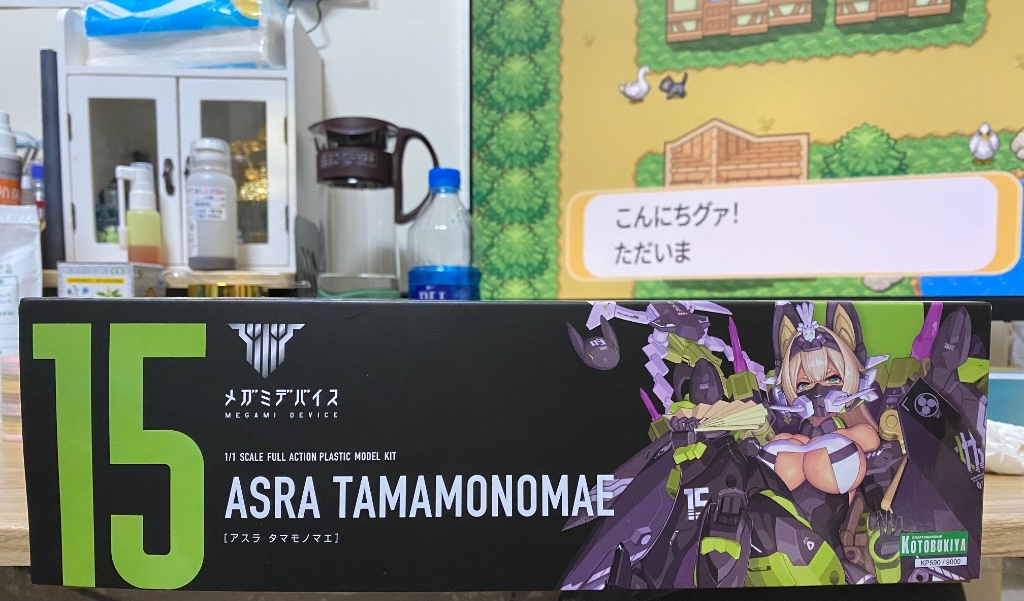 こんにちグァ!
ただいま
15
メガミデバイス
MEGAMI DEVICE
1/1 SCALE FULL ACTION PLASTIC MODEL KIT
ASRA TAMAMONOMAE
[アスラ タマモノマエ]
15
KOTOBUKIYA
KP590 / 9000